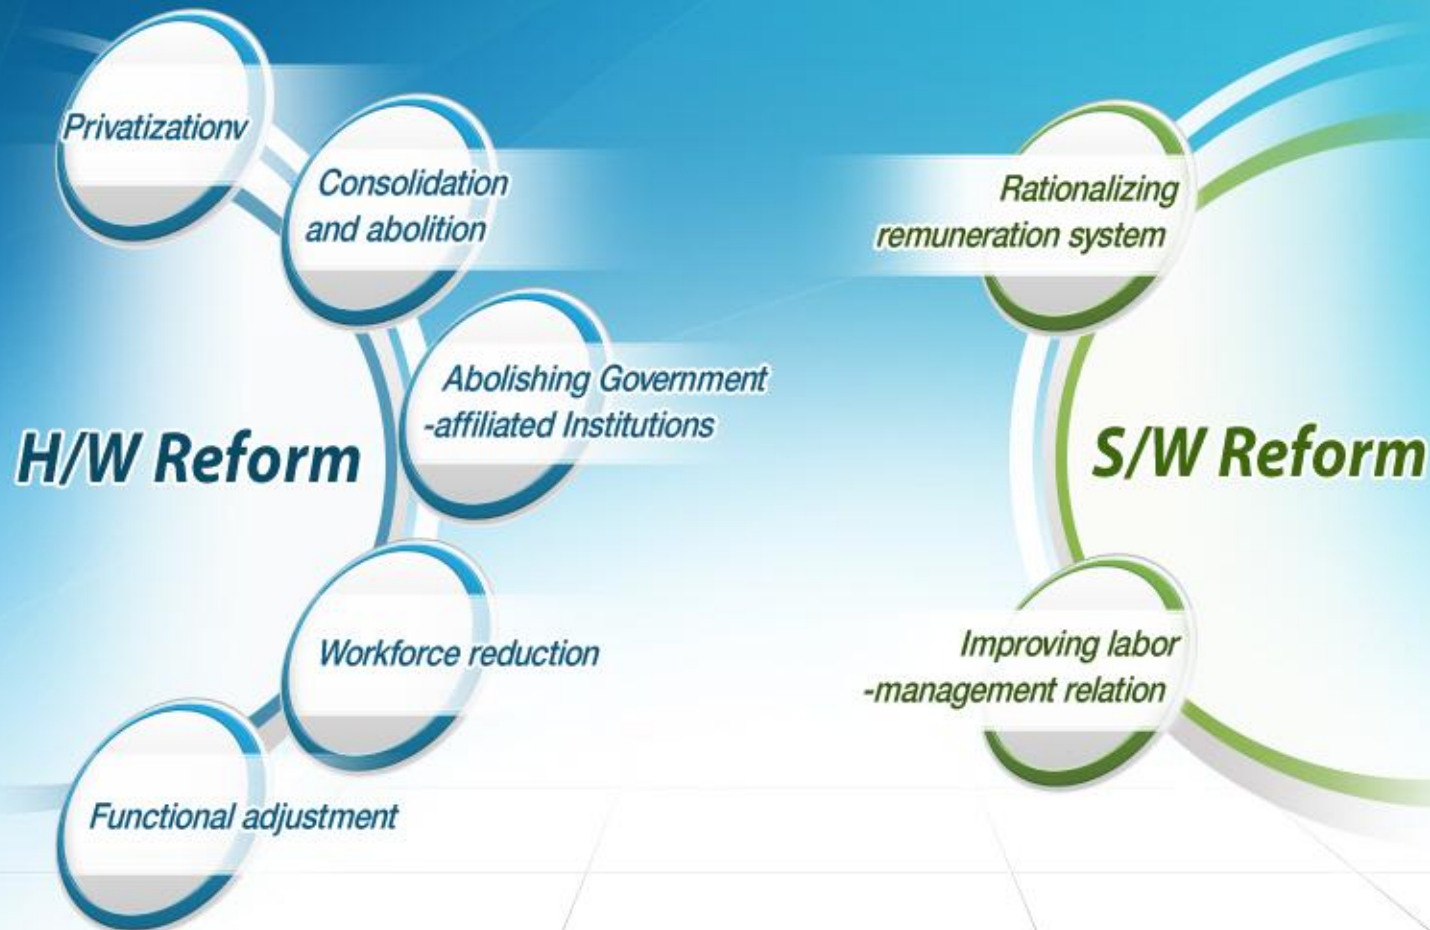 Privatizationv
Consolidation
and abolition
Abolishing Government
-affiliated Institutions
H/W Reform
Workforce reduction
Functional adjustment
Rationalizing
remuneration system
S/W Reform
Improving labor
-management relation